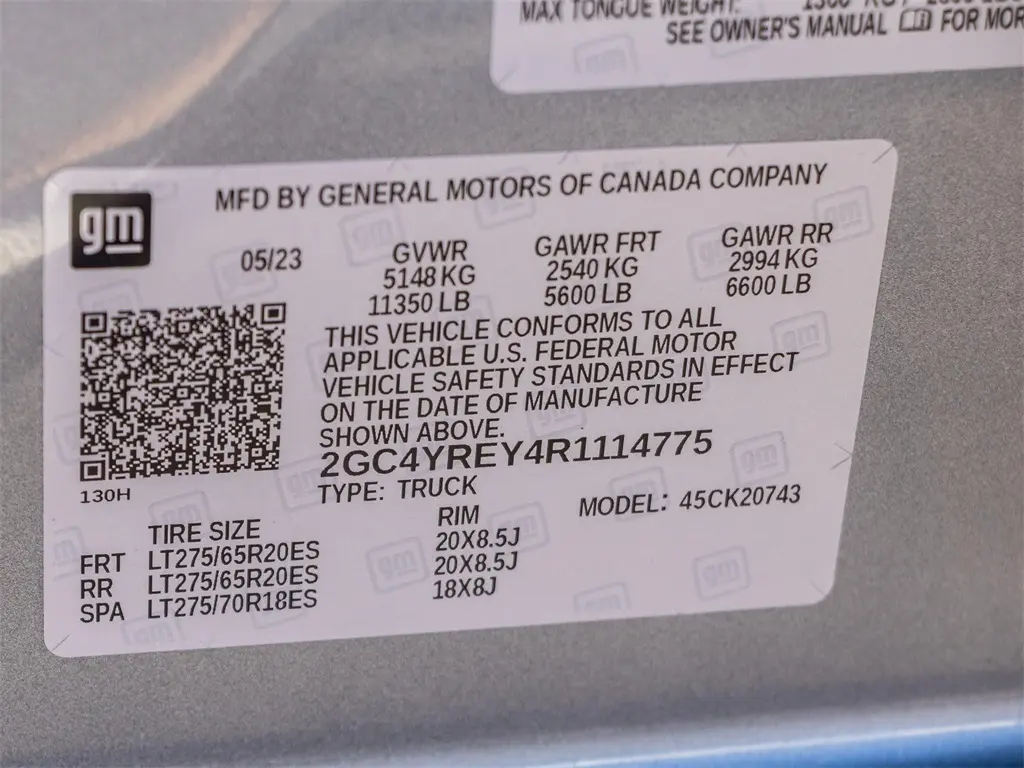 MAX TONGUE WEIGHT:
SEE OWNER'S MANUAL FOR MOR
gm
MFD BY GENERAL MOTORS OF CANADA COMPANY
05/23 GVWR GAWR FRT GAWR RR
5148 KG 2540 KG 2994 KG
11350 LB 5600 LB 6600 LB
THIS VEHICLE CONFORMS TO ALL
APPLICABLE U.S. FEDERAL MOTOR
VEHICLE SAFETY STANDARDS IN EFFECT
ON THE DATE OF MANUFACTURE
SHOWN ABOVE.
2GC4YREY4R1114775
130H
TYPE: TRUCK MODEL: 45CK20743
TIRE SIZE RIM
FRT LT275/65R20ES 20X8.5J
RR LT275/65R20ES 20X8.5J
SPA LT275/70R18ES 18X8J